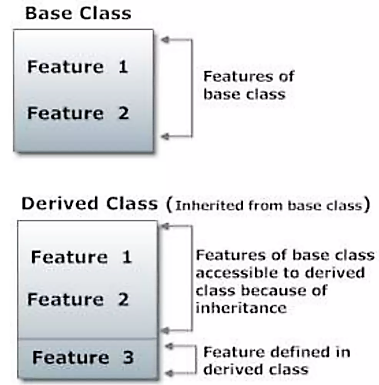 Base Class
Feature 1
Feature 2
Features of
base class
Derived Class (Inherited from base class)
Feature 1
Feature 2
Features of base class
accessible to derived
class because of
inheritance
Feature 3
Feature defined in
derived class